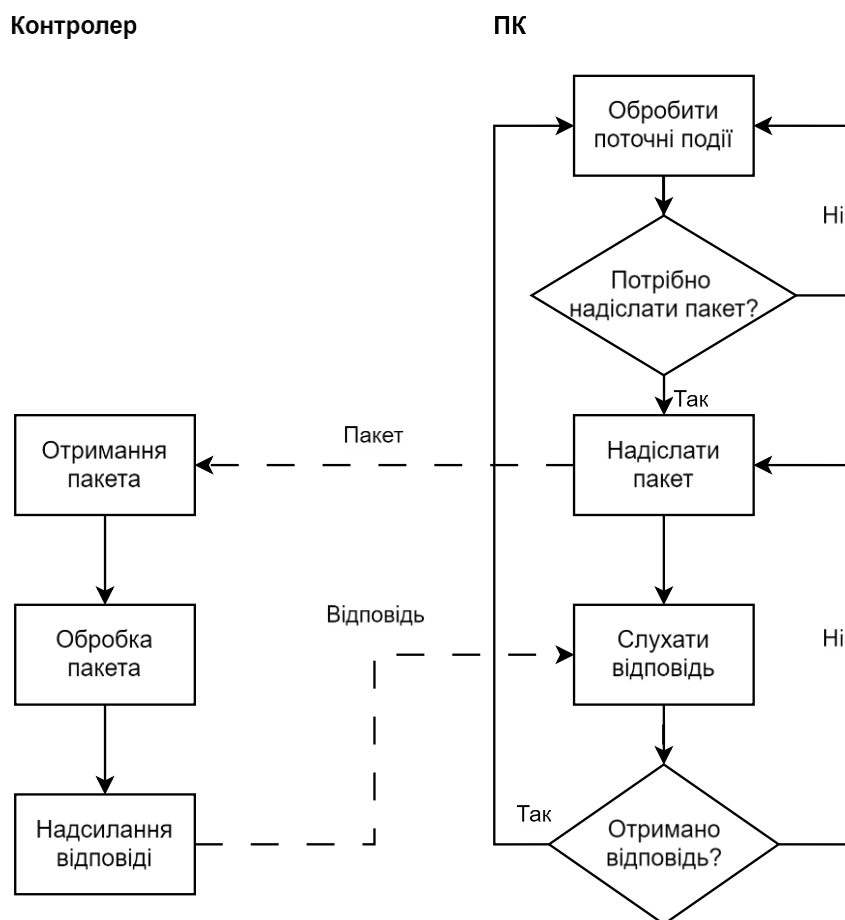 Контролер
ПК
Обробити
поточні події
Ні
Потрібно
надіслати пакет?
Так
Пакет
Отримання
пакета
Надіслати
пакет
Відповідь
Обробка
пакета
Слухати
відповідь
Ні
Так
Надсилання
відповіді
Отримано
відповідь?